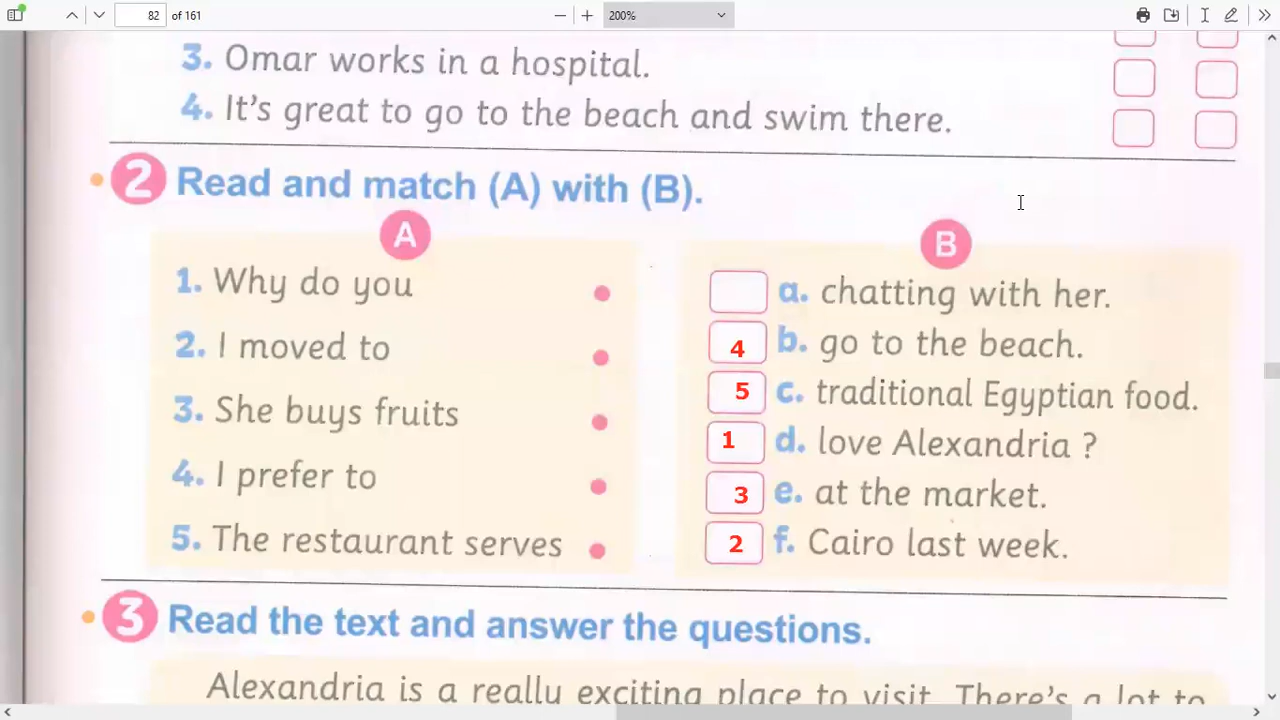 82 of 161
200%
3. Omar works in a hospital.
4. It's great to go to the beach and swim there.
2 Read and match (A) with (B).
A
B
1. Why do you
2. I moved to
3. She buys fruits
4. I prefer to
5. The restaurant serves
a. chatting with her.
4 b. go to the beach.
5 c. traditional Egyptian food.
1 d. love Alexandria ?
3 e. at the market.
2 f. Cairo last week.
3 Read the text and answer the questions.
Alexandria is a really exciting place to visit. There's a lot to